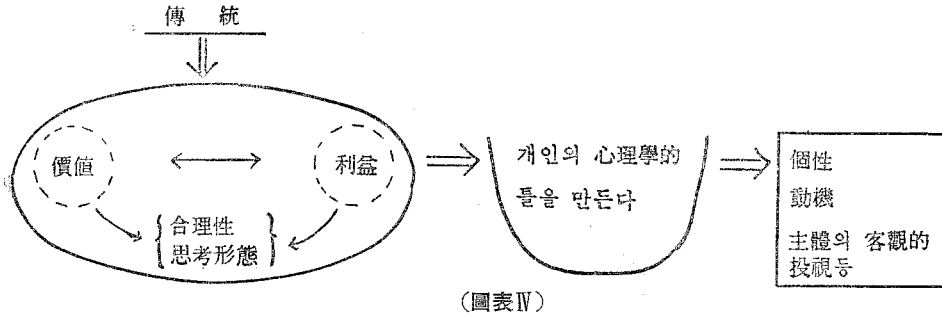 傳 統
價値
利益
合理性
思考形態
개인의 心理學的
틀을 만든다
個性
動機
主體의 客觀的
投視등
(圖表Ⅳ)